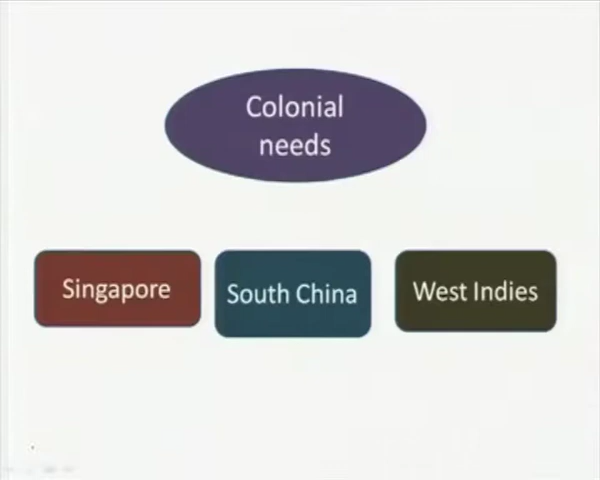 Colonial
needs
Singapore
South China
West Indies